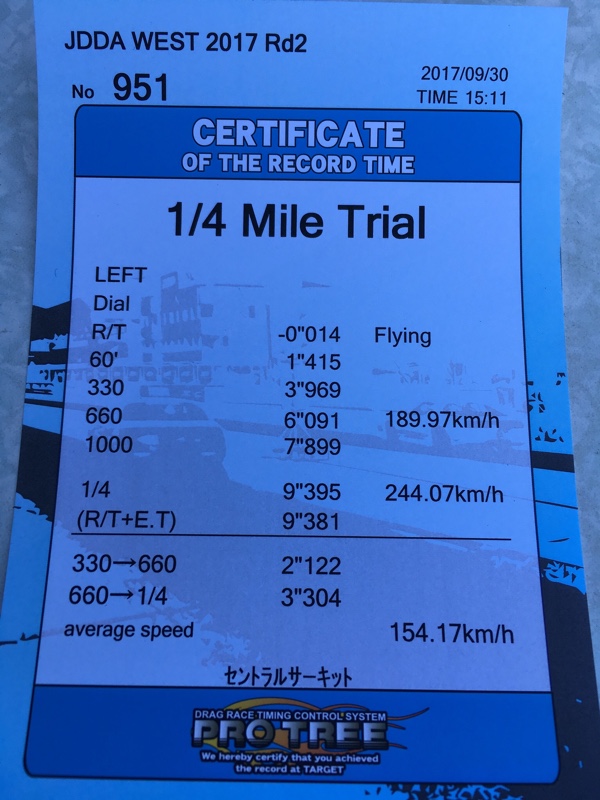 JDDA WEST 2017 Rd2
No 951
2017/09/30
TIME 15:11
CERTIFICATE
OF THE RECORD TIME
1/4 Mile Trial
LEFT
Dial
R/T -0"014 Flying
60' 1"415
330 3"969
660 6"091 189.97km/h
1000 7"899
1/4 9"395 244.07km/h
(R/T+E.T) 9"381
330→660 2"122
660→1/4 3"304
average speed 154.17km/h
セントラルサーキット
DRAG RACE TIMING CONTROL SYSTEM
PRO TREE
We hereby certify that you achieved
the record at TARGET